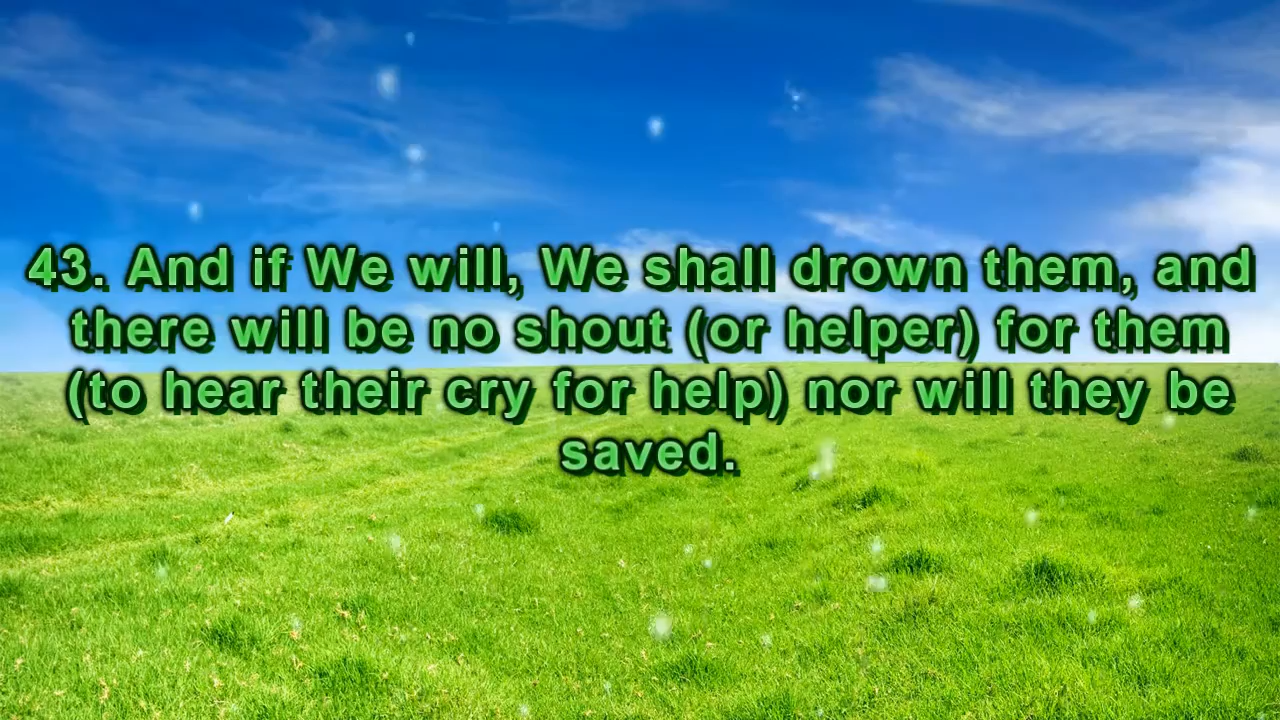 43. And if We will, We shall drown them, and
there will be no shout (or helper) for them
(to hear their cry for help) nor will they be
saved.